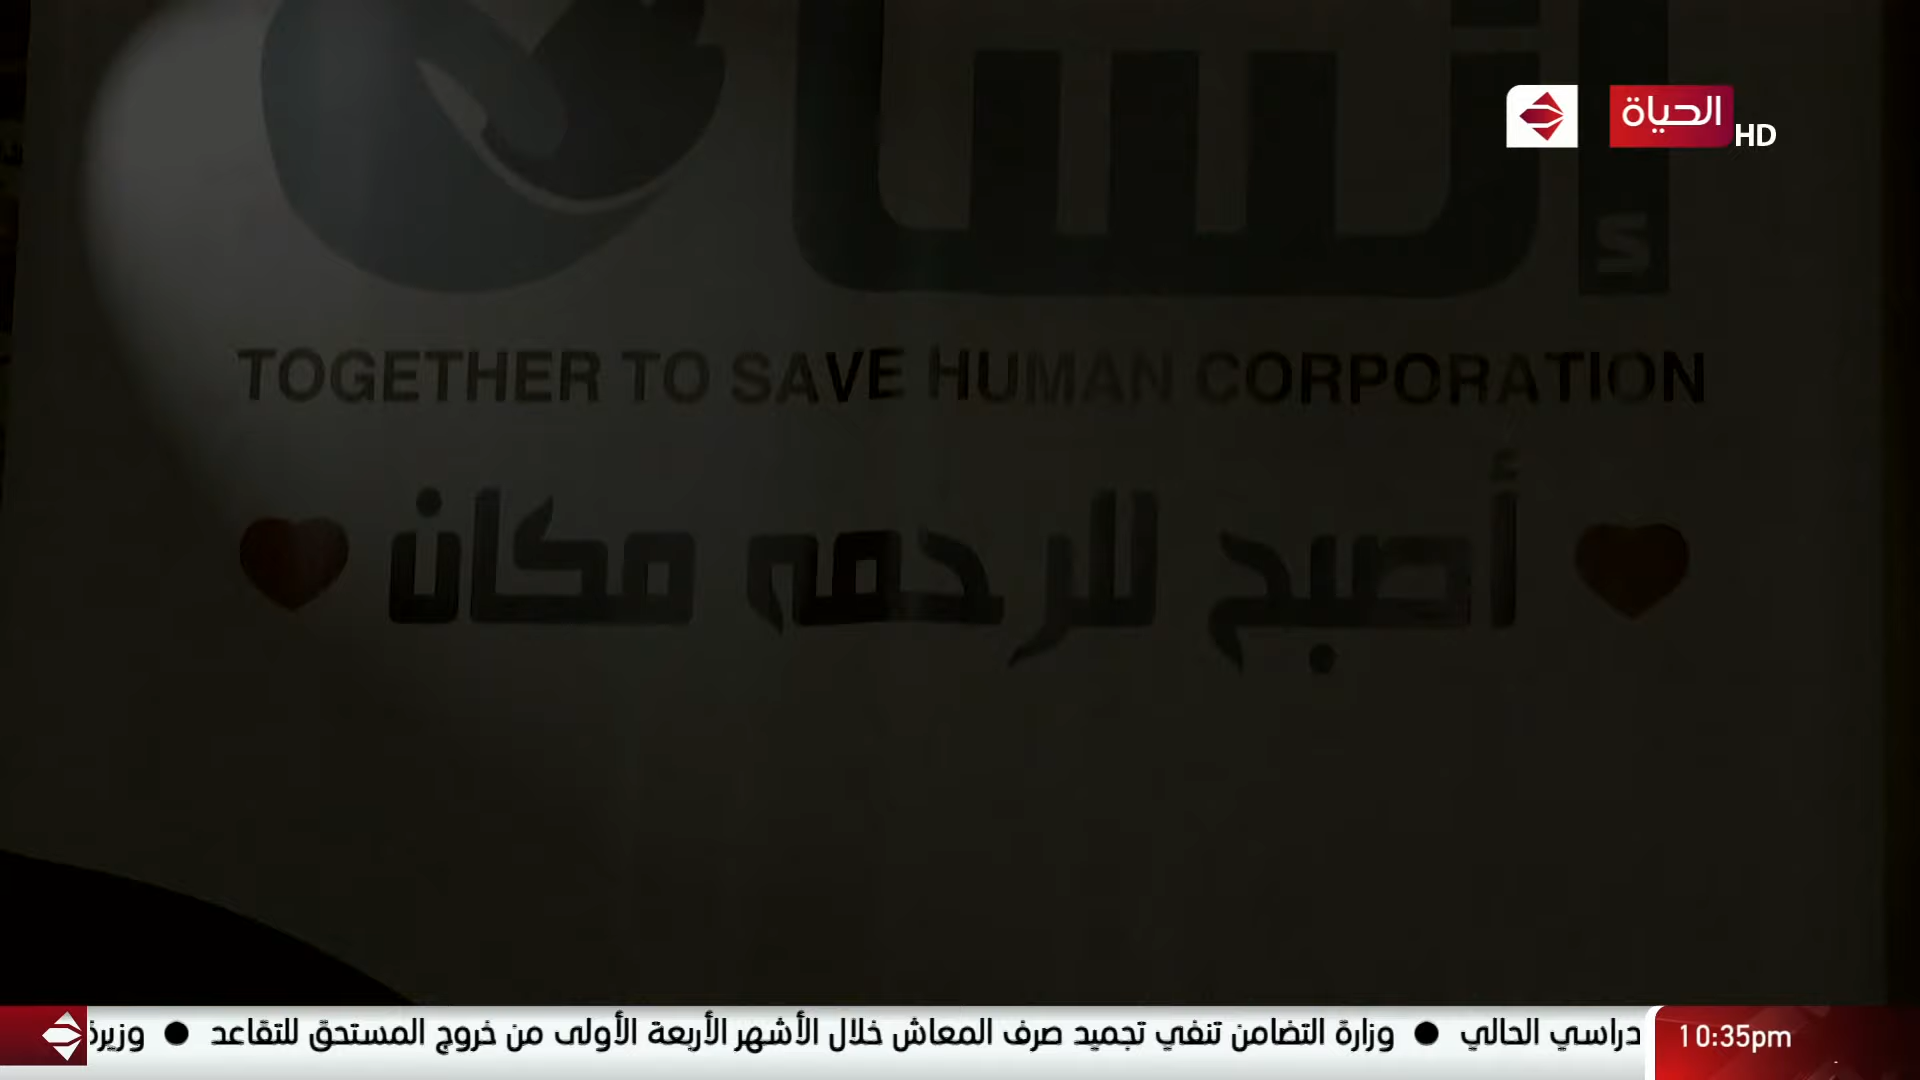 الحياة
HD
s
TOGETHER TO SAVE HUMAN CORPORATION
أصبح للرحمه مكان
دراسي الحالي ● وزارة التضامن تنفي تجميد صرف المعاش خلال الأشهر الأربعة الأولى من خروج المستحق للتقاعد ●
10:35pm